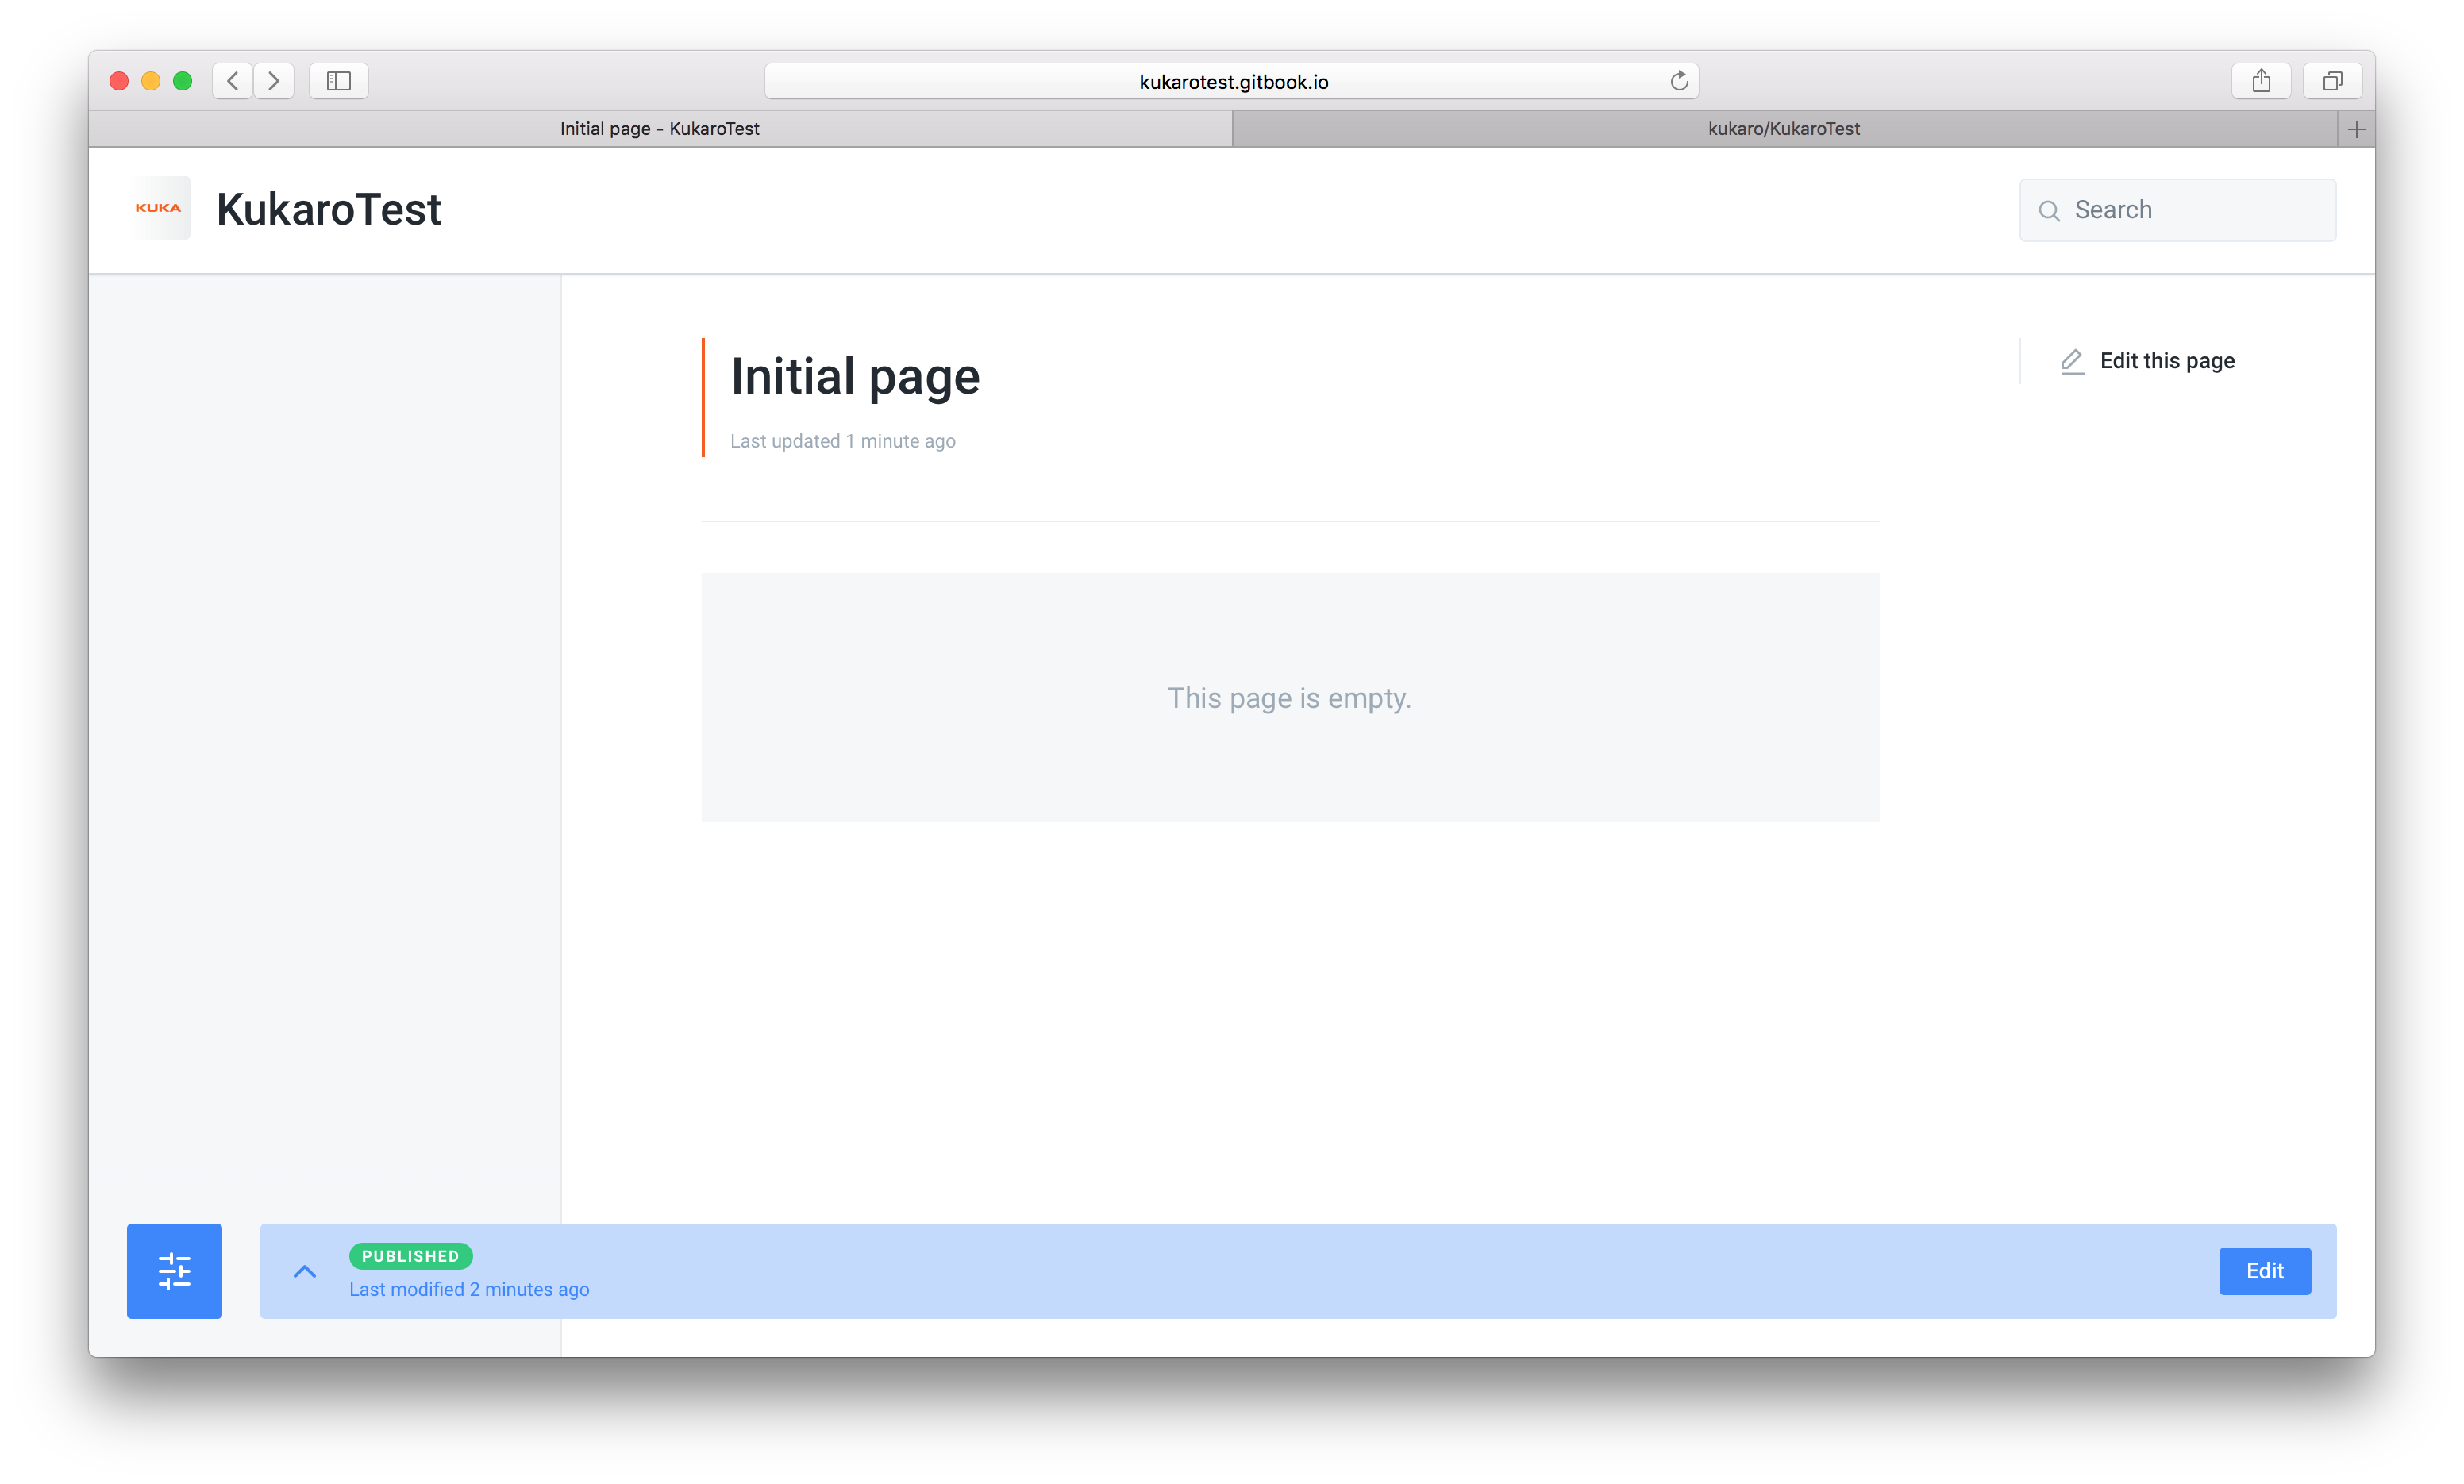 kukarotest.gitbook.io
Initial page - KukaroTest
kukaro/KukaroTest
KUKA
KukaroTest
Search
Initial page
Edit this page
Last updated 1 minute ago
This page is empty.
PUBLISHED
Last modified 2 minutes ago
Edit